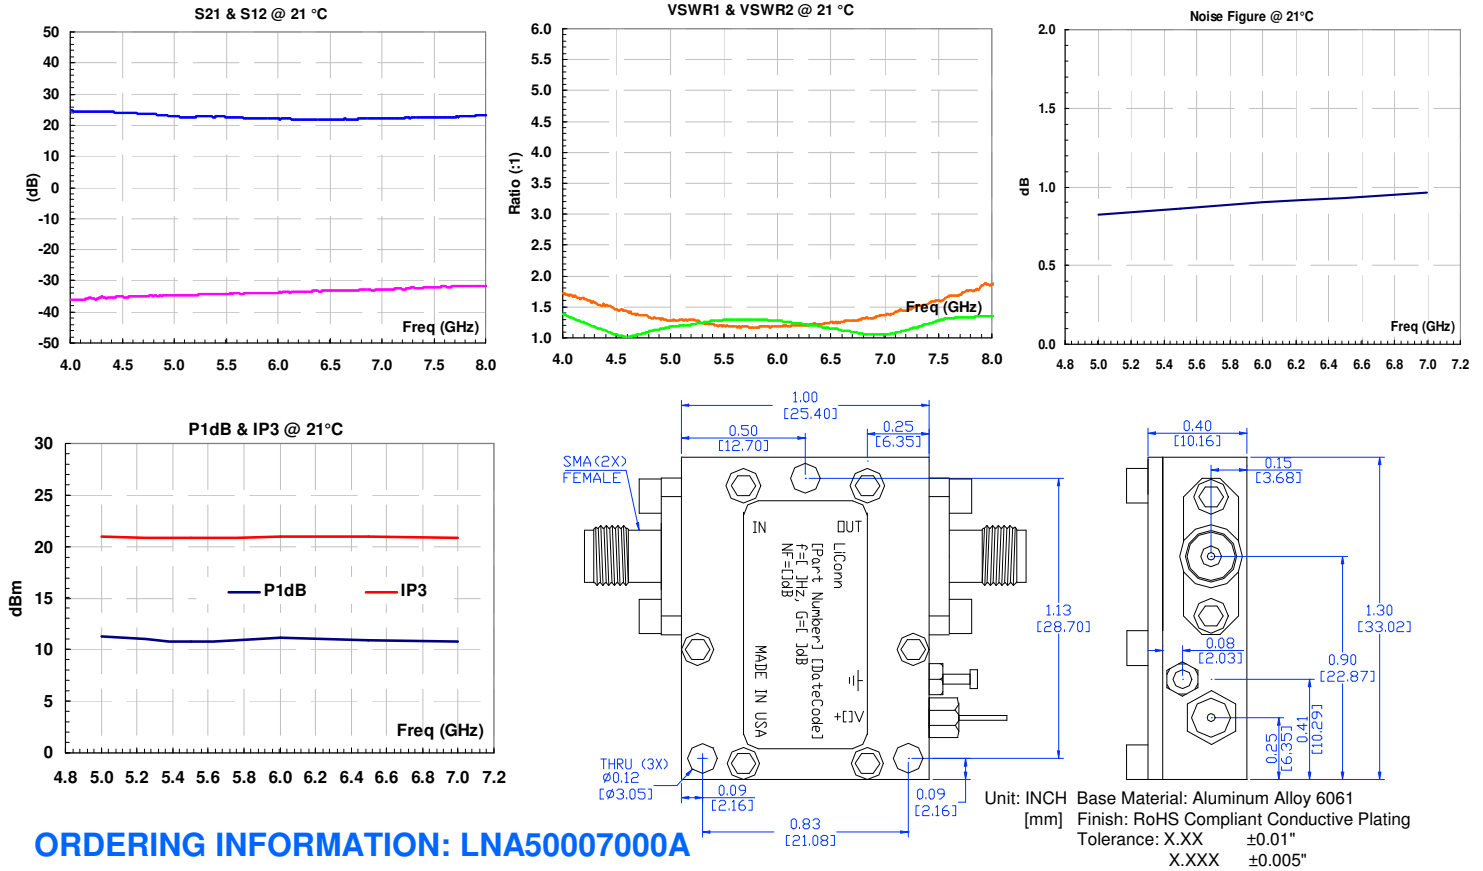 S21 & S12 @ 21 °C
50
40
30
20
10
0
-10
-20
-30
-40
-50
(dB)
Freq (GHz)
4.0 4.5 5.0 5.5 6.0 6.5 7.0 7.5 8.0
VSWR1 & VSWR2 @ 21 °C
6.0
5.5
5.0
4.5
4.0
3.5
3.0
2.5
2.0
1.5
1.0
Ratio (:1)
Freq (GHz)
4.0 4.5 5.0 5.5 6.0 6.5 7.0 7.5 8.0
Noise Figure @ 21°C
2.0
1.5
1.0
0.5
0.0
dB
Freq (GHz)
4.8 5.0 5.2 5.4 5.6 5.8 6.0 6.2 6.4 6.6 6.8 7.0 7.2
P1dB & IP3 @ 21°C
30
25
20
15
10
5
0
dBm
P1dB IP3
Freq (GHz)
4.8 5.0 5.2 5.4 5.6 5.8 6.0 6.2 6.4 6.6 6.8 7.0 7.2
1.00
[25.40]
0.50
[12.70]
0.25
[6.35]
SMA(2X)
FEMALE
IN OUT
LiConn
[Part Number] [DateCode]
f=[ ]Hz, G=[ ]dB
NF=[]dB
MADE IN USA
+[]V
1.13
[28.70]
THRU (3X)
Ø0.12
[Ø3.05]
0.09
[2.16]
0.83
[21.08]
0.09
[2.16]
0.40
[10.16]
0.15
[3.68]
1.30
[33.02]
0.08
[2.03]
0.90
[22.87]
0.41
[10.29]
0.25
[6.35]
Unit: INCH
[mm]
Base Material: Aluminum Alloy 6061
Finish: RoHS Compliant Conductive Plating
Tolerance: X.XX ±0.01"
X.XXX ±0.005"
ORDERING INFORMATION: LNA50007000A